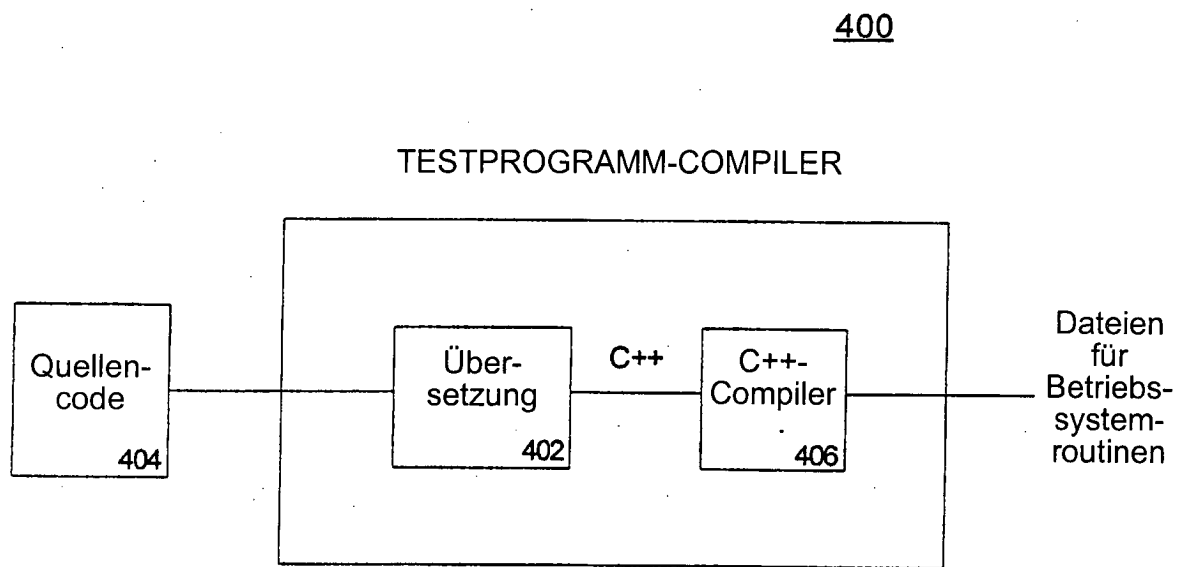 400
TESTPROGRAMM-COMPILER
Quellen-
code
404
Über-
setzung
402
C++
C++-
Compiler
406
Dateien
für
Betriebs-
system-
routinen